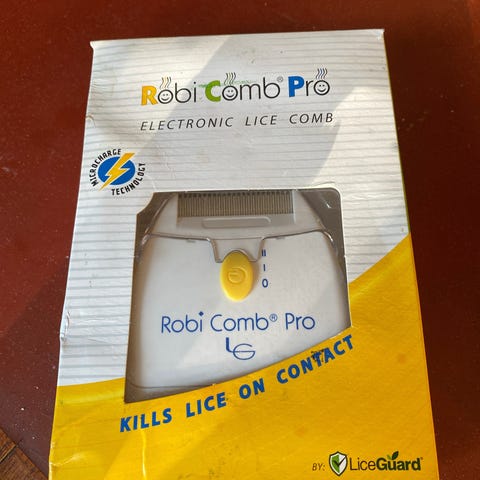 Robi Comb® Pro
ELECTRONIC LICE COMB
MICROCHARGE
TECHNOLOGY
II
I
O
Robi Comb® Pro
LG
KILLS LICE ON CONTACT
BY: LiceGuard®